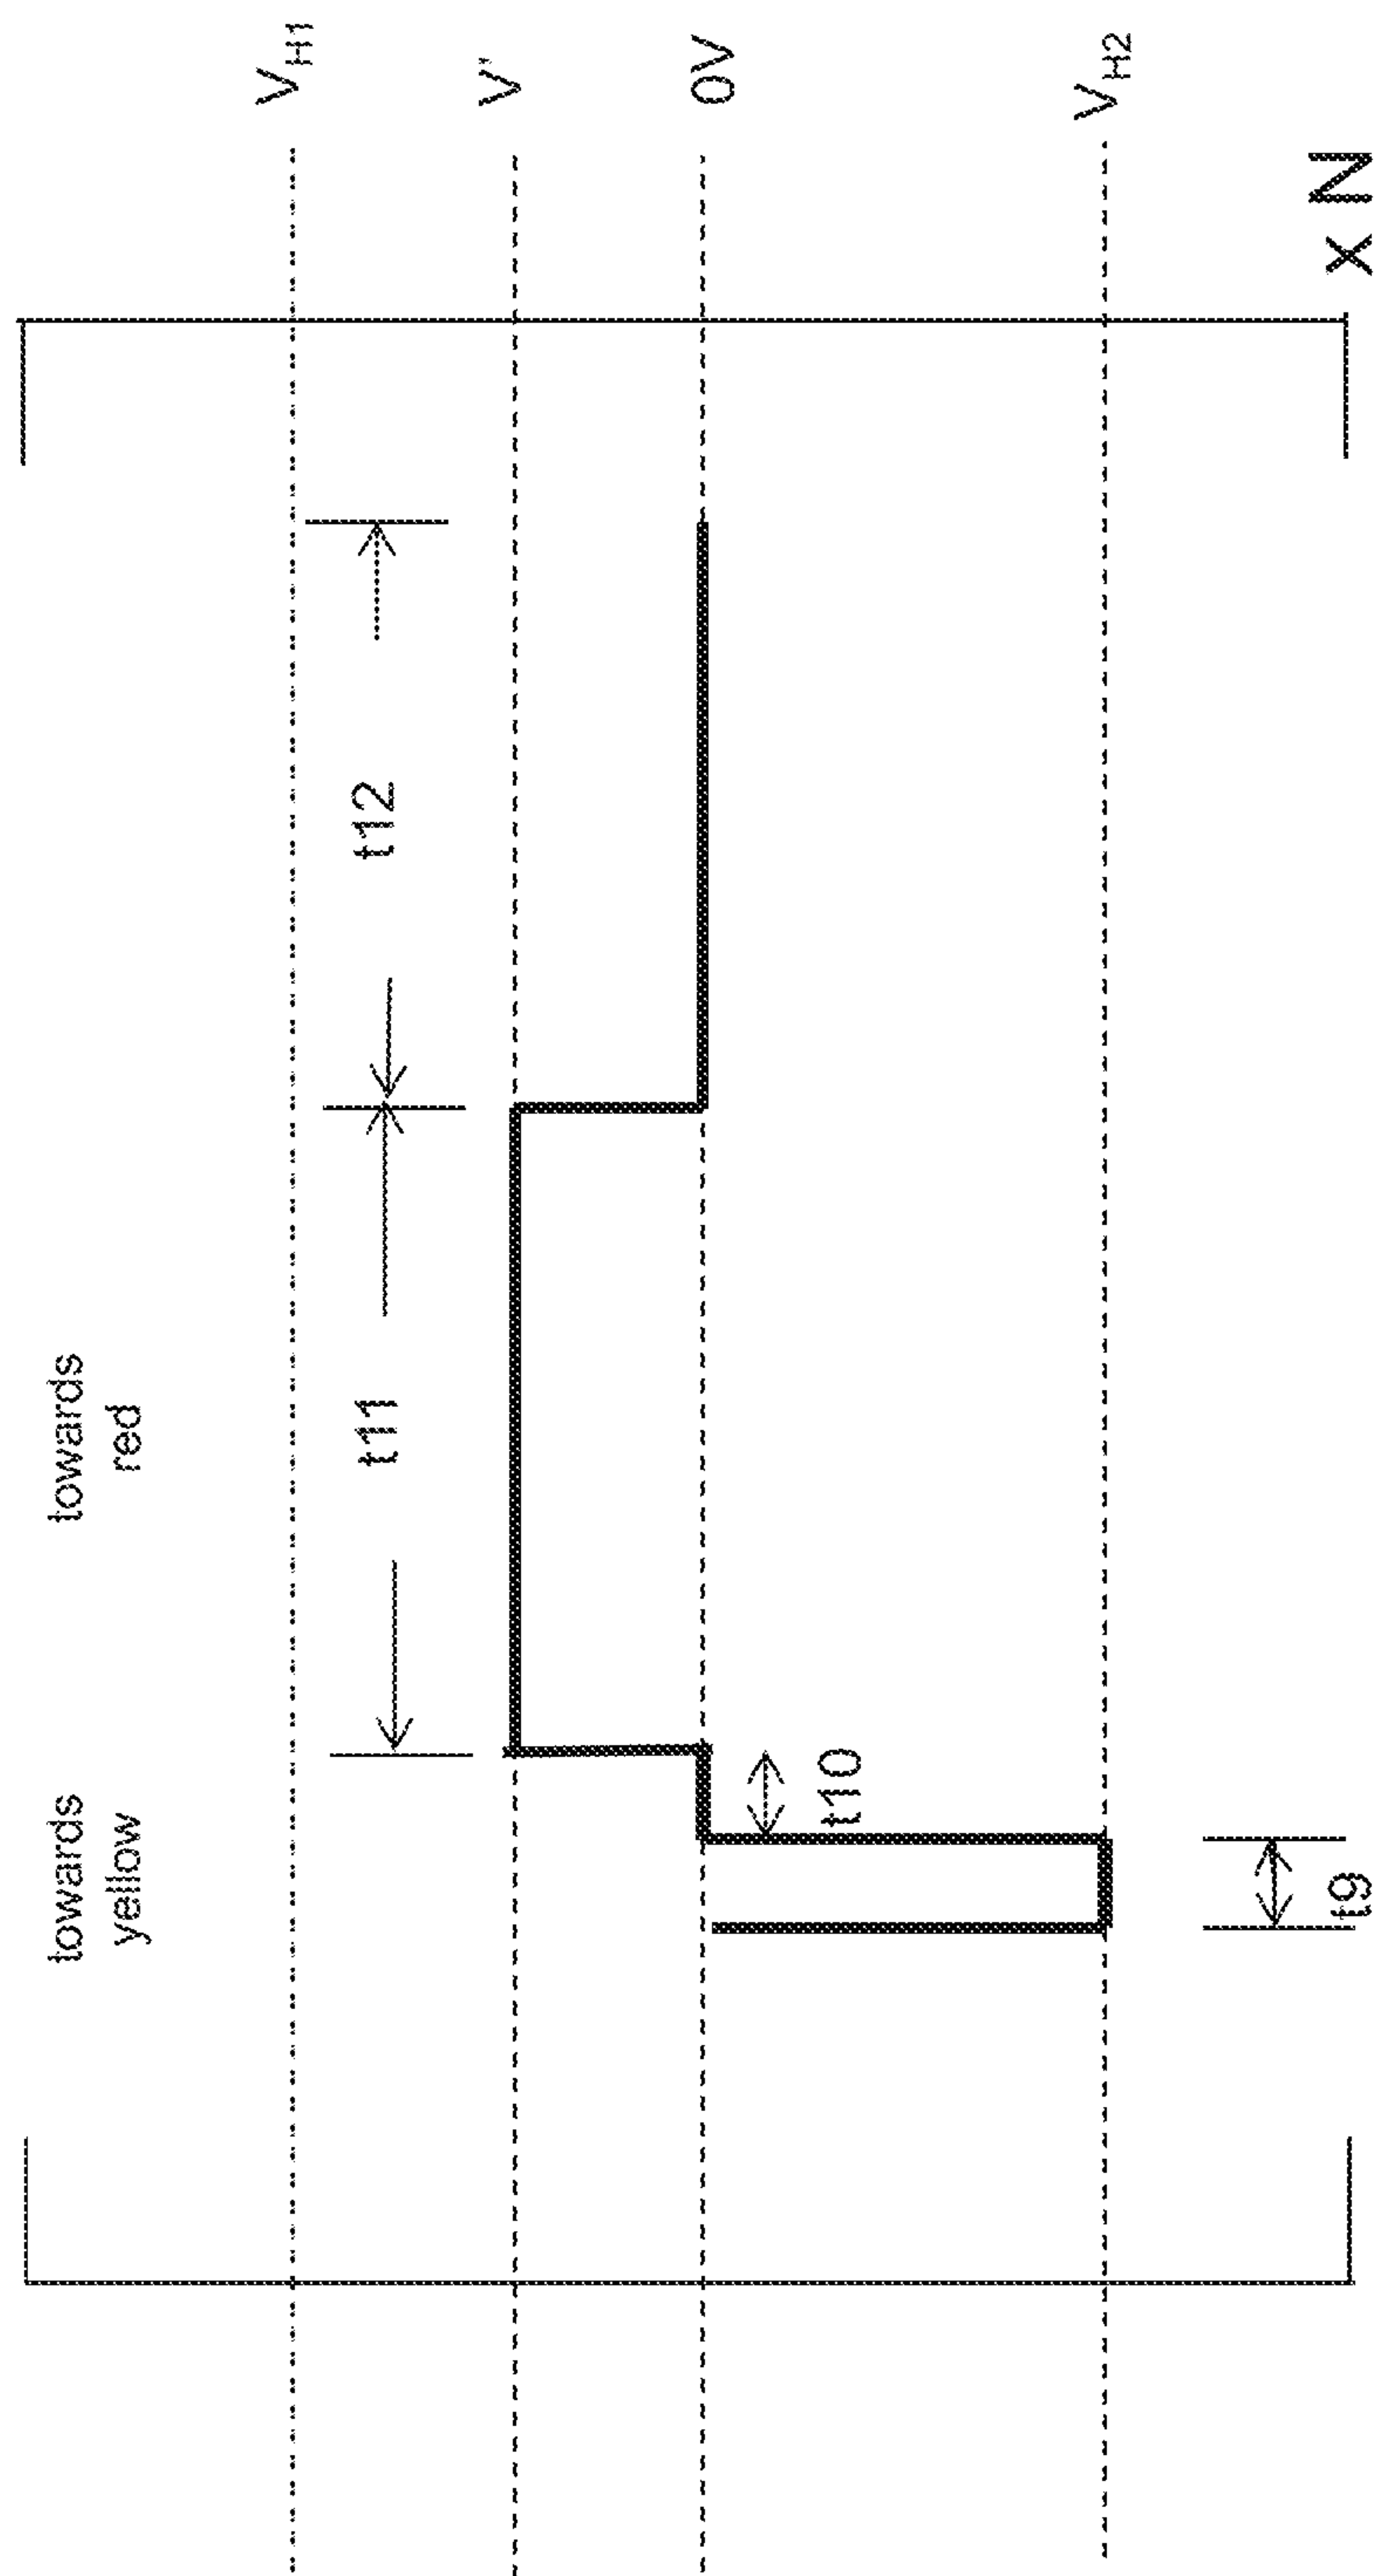 towards
yellow
towards
red
V_H1
t11
t12
V'
0V
t10
V_H2
t9
x N